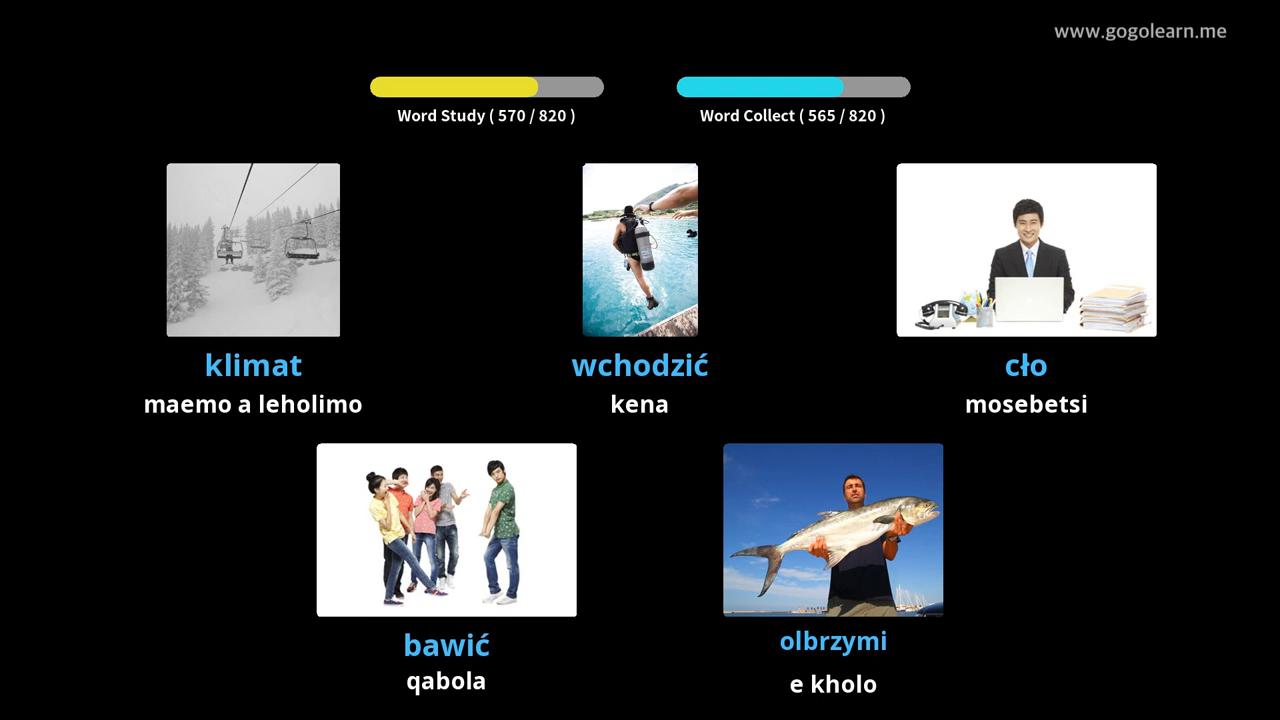 www.gogolearn.me
Word Study ( 570 / 820 )
Word Collect ( 565 / 820 )
klimat
maemo a leholimo
wchodzić
kena
cło
mosebetsi
bawić
qabola
olbrzymi
e kholo